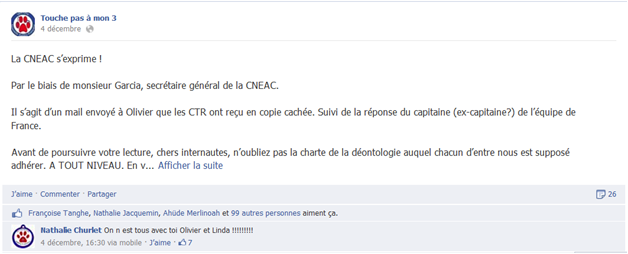 Touche pas à mon 3
4 décembre
La CNEAC s'exprime !
Par le biais de monsieur Garcia, secrétaire général de la CNEAC.
Il s'agit d'un mail envoyé à Olivier que les CTR ont reçu en copie cachée. Suivi de la réponse du capitaine (ex-capitaine?) de l'équipe de
France.
Avant de poursuivre votre lecture, chers internautes, n'oubliez pas la charte de la déontologie auquel chacun d'entre nous est supposé
adhérer. A TOUT NIVEAU. En v... Afficher la suite
J'aime · Commenter · Partager 26
Françoise Tanghe, Nathalie Jacquemin, Ahüde Merlinoah et 99 autres personnes aiment ça.
Nathalie Churlet On n est tous avec toi Olivier et Linda !!!!!!!!!
4 décembre, 16:30 via mobile · J'aime · 7